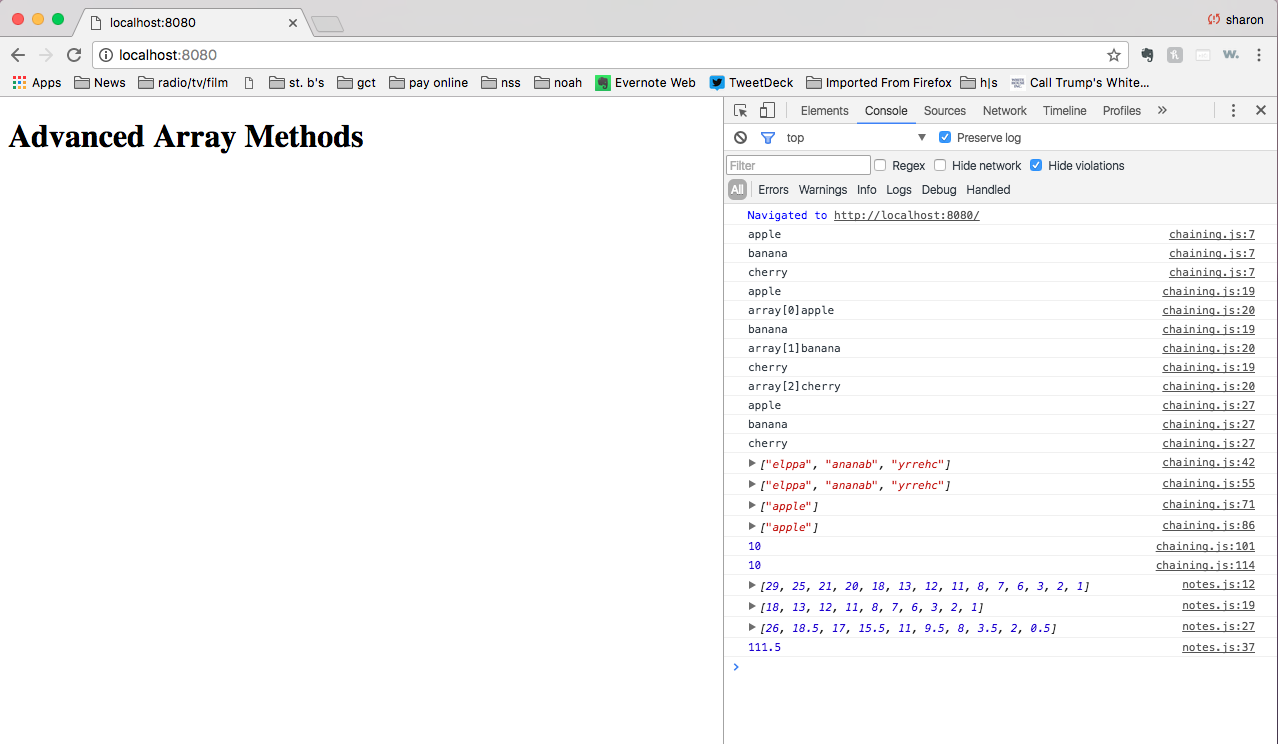 localhost:8080
sharon
localhost:8080
Apps News radio/tv/film st. b's gct pay online nss noah Evernote Web TweetDeck Imported From Firefox h|s Call Trump's White...
Advanced Array Methods
Elements Console Sources Network Timeline Profiles
top Preserve log
Filter Regex Hide network Hide violations
All Errors Warnings Info Logs Debug Handled
Navigated to http://localhost:8080/
apple chaining.js:7
banana chaining.js:7
cherry chaining.js:7
apple chaining.js:19
array[0]apple chaining.js:20
banana chaining.js:19
array[1]banana chaining.js:20
cherry chaining.js:19
array[2]cherry chaining.js:20
apple chaining.js:27
banana chaining.js:27
cherry chaining.js:27
["elppa", "ananab", "yrrehc"] chaining.js:42
["elppa", "ananab", "yrrehc"] chaining.js:55
["apple"] chaining.js:71
["apple"] chaining.js:86
10 chaining.js:101
10 chaining.js:114
[29, 25, 21, 20, 18, 13, 12, 11, 8, 7, 6, 3, 2, 1] notes.js:12
[18, 13, 12, 11, 8, 7, 6, 3, 2, 1] notes.js:19
[26, 18.5, 17, 15.5, 11, 9.5, 8, 3.5, 2, 0.5] notes.js:27
111.5 notes.js:37